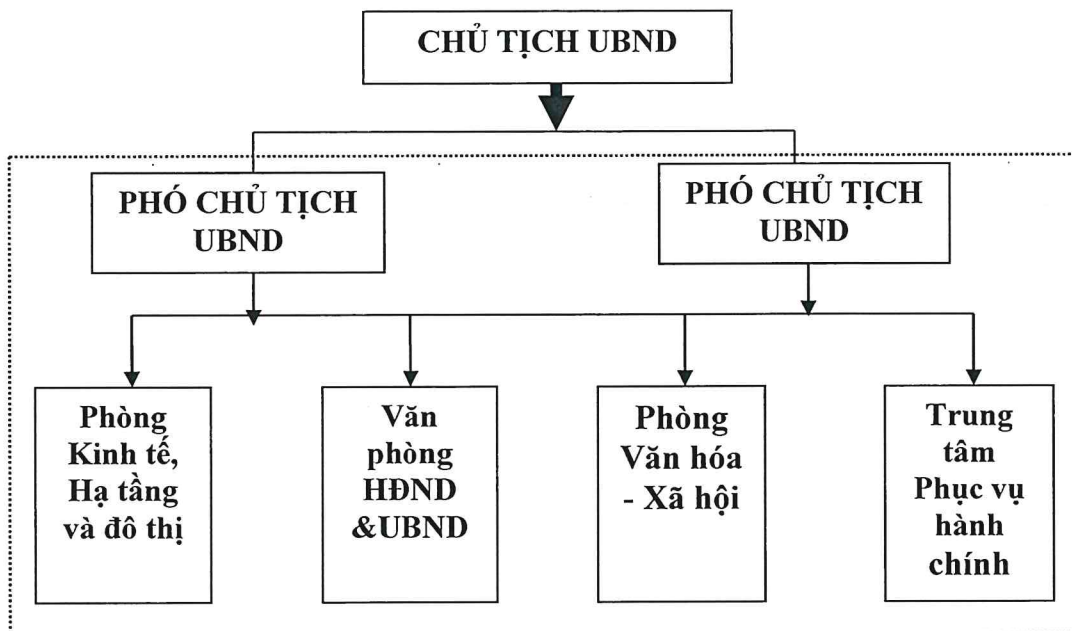 CHỦ TỊCH UBND
PHÓ CHỦ TỊCH
UBND
PHÓ CHỦ TỊCH
UBND
Phòng
Kinh tế,
Hạ tầng
và đô thị
Văn
phòng
HĐND
&UBND
Phòng
Văn hóa
- Xã hội
Trung
tâm
Phục vụ
hành
chính